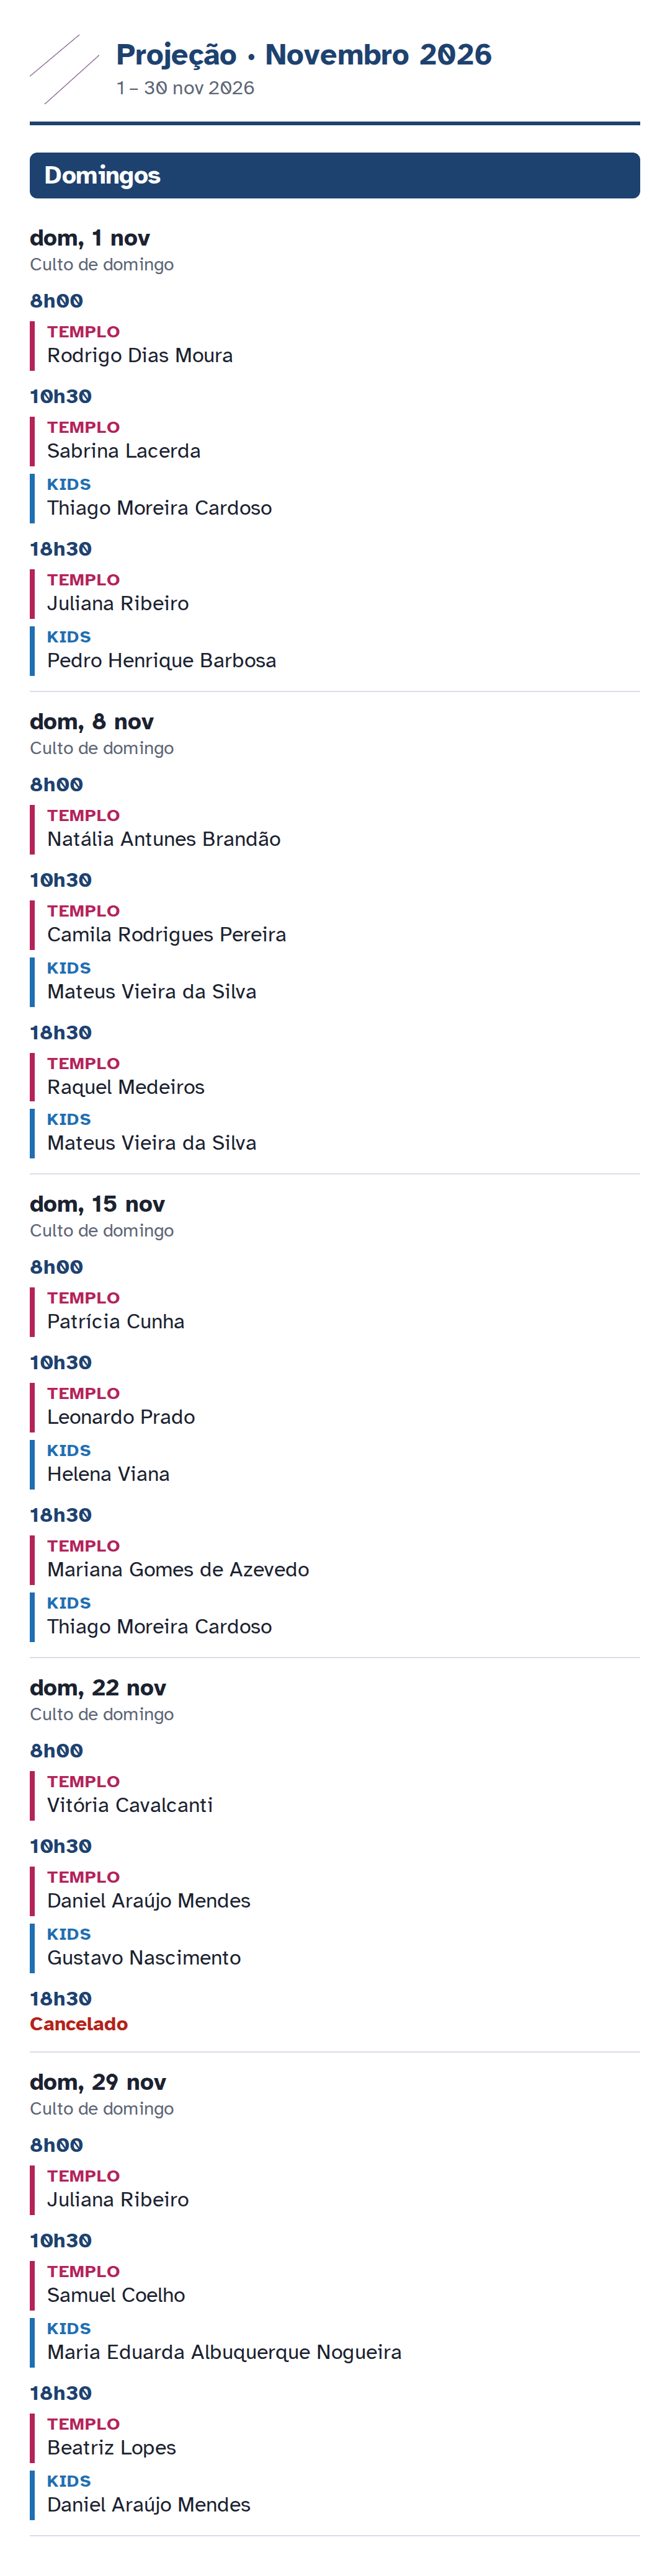 Projeção · Novembro 2026
1 – 30 nov 2026
Domingos
dom, 1 nov
Culto de domingo
8h00
TEMPLO
Rodrigo Dias Moura
10h30
TEMPLO
Sabrina Lacerda
KIDS
Thiago Moreira Cardoso
18h30
TEMPLO
Juliana Ribeiro
KIDS
Pedro Henrique Barbosa
dom, 8 nov
Culto de domingo
8h00
TEMPLO
Natália Antunes Brandão
10h30
TEMPLO
Camila Rodrigues Pereira
KIDS
Mateus Vieira da Silva
18h30
TEMPLO
Raquel Medeiros
KIDS
Mateus Vieira da Silva
dom, 15 nov
Culto de domingo
8h00
TEMPLO
Patrícia Cunha
10h30
TEMPLO
Leonardo Prado
KIDS
Helena Viana
18h30
TEMPLO
Mariana Gomes de Azevedo
KIDS
Thiago Moreira Cardoso
dom, 22 nov
Culto de domingo
8h00
TEMPLO
Vitória Cavalcanti
10h30
TEMPLO
Daniel Araújo Mendes
KIDS
Gustavo Nascimento
18h30
Cancelado
dom, 29 nov
Culto de domingo
8h00
TEMPLO
Juliana Ribeiro
10h30
TEMPLO
Samuel Coelho
KIDS
Maria Eduarda Albuquerque Nogueira
18h30
TEMPLO
Beatriz Lopes
KIDS
Daniel Araújo Mendes